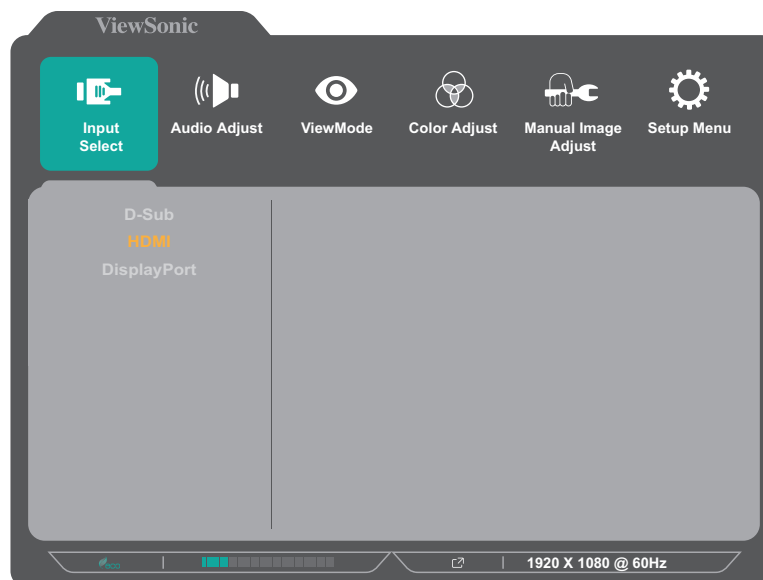 ViewSonic
Input
Select
Audio Adjust
ViewMode
Color Adjust
Manual Image
Adjust
Setup Menu
D-Sub
HDMI
DisplayPort
eco
1920 X 1080 @ 60Hz